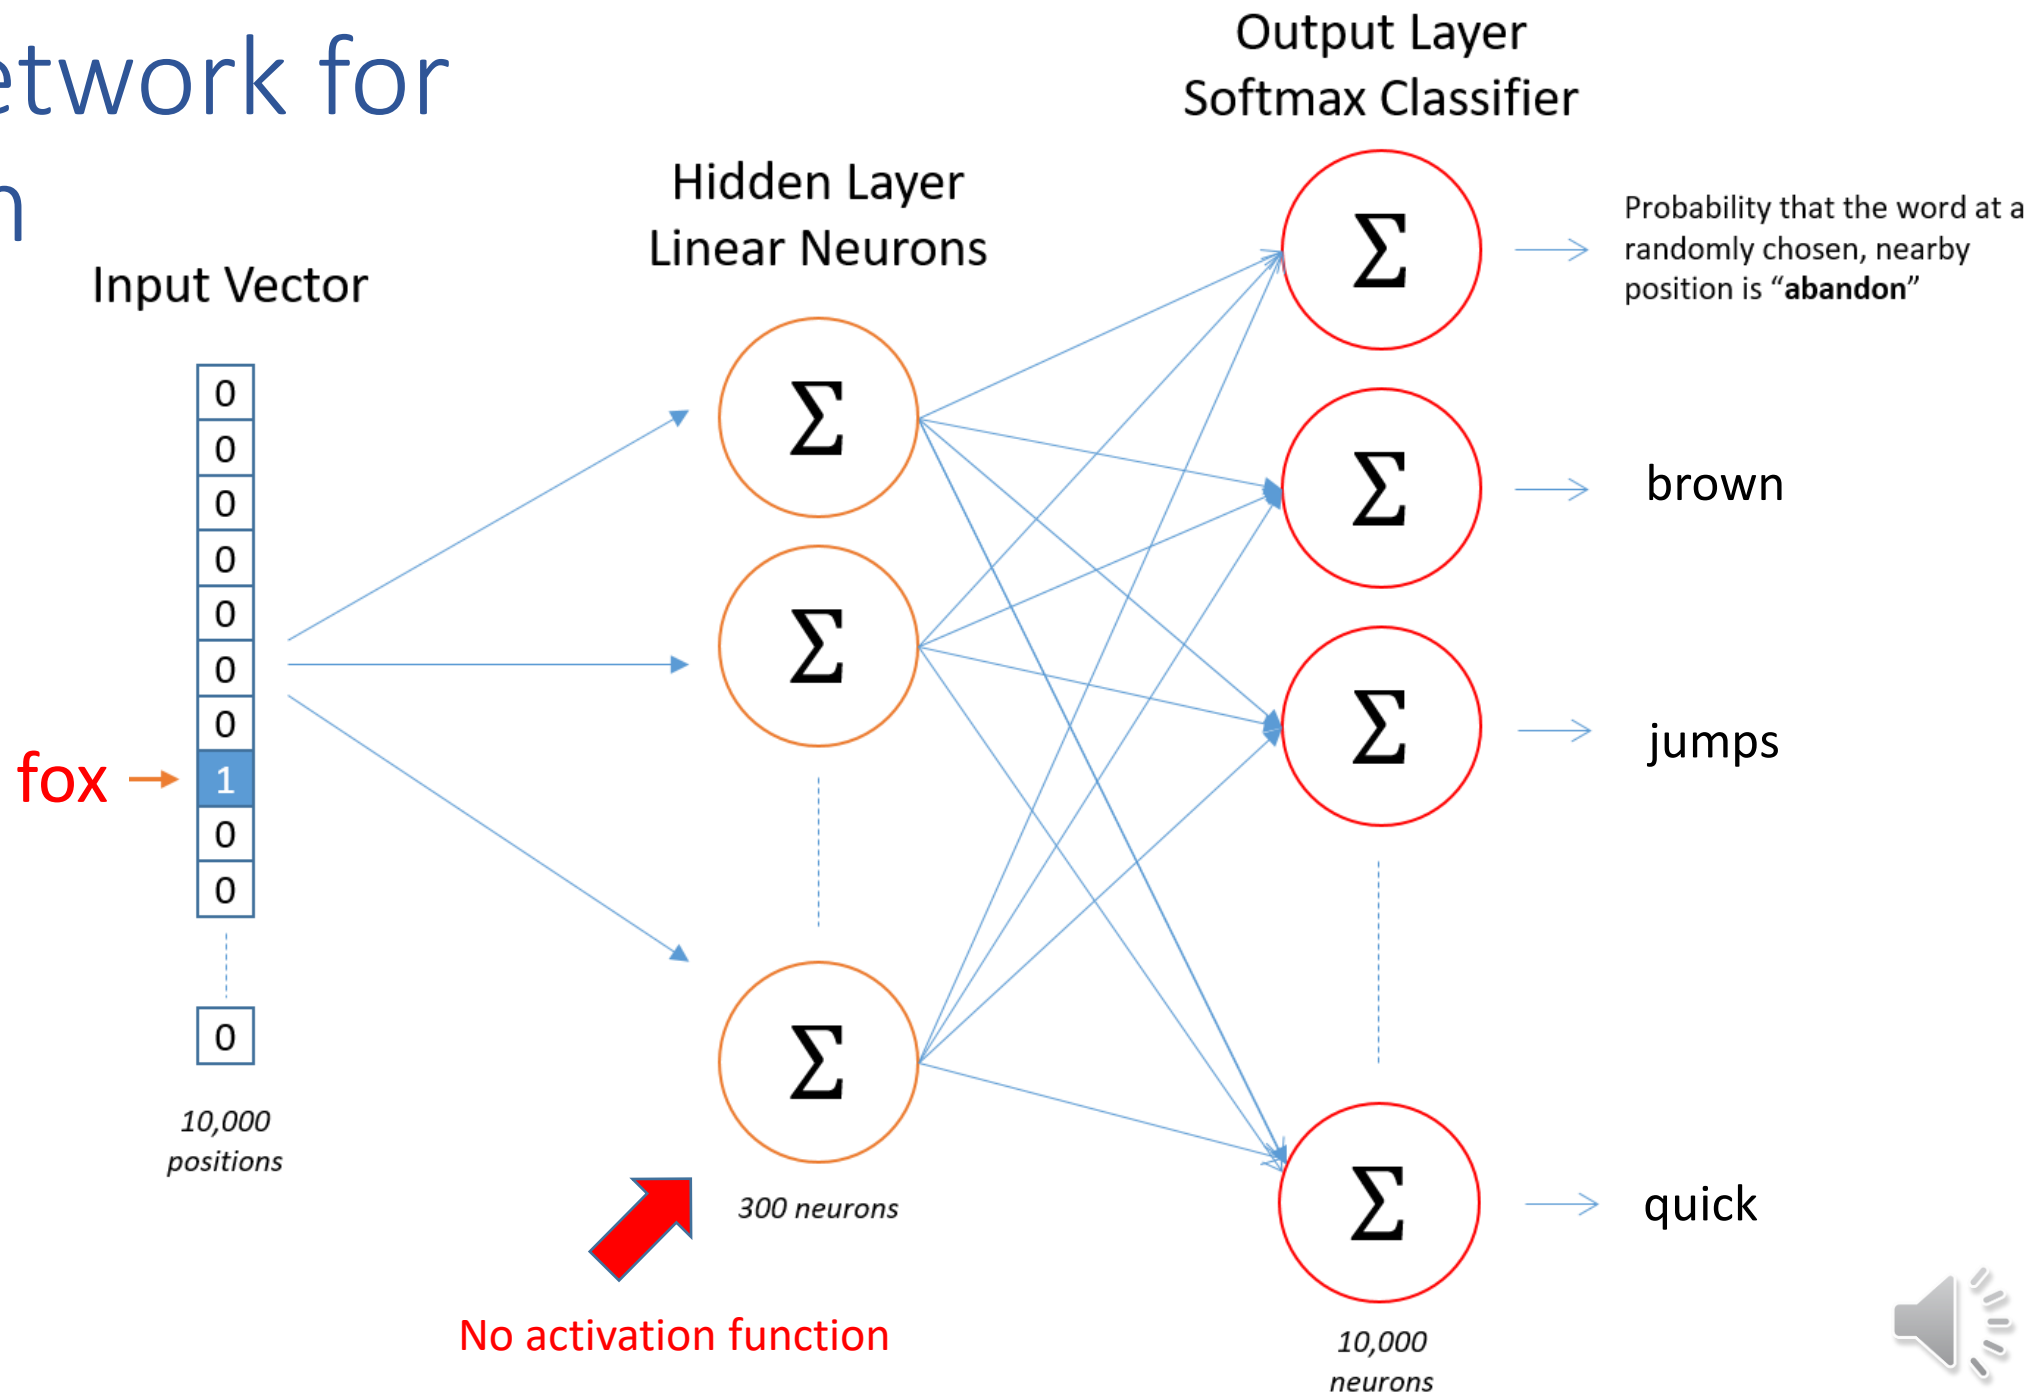 etwork for
n
Input Vector
0
0
0
0
0
0
0
fox
1
0
0
0
10,000
positions
Hidden Layer
Linear Neurons
Σ
Σ
Σ
300 neurons
No activation function
Output Layer
Softmax Classifier
Σ
Probability that the word at a
randomly chosen, nearby
position is “abandon”
Σ
brown
Σ
jumps
Σ
quick
10,000
neurons